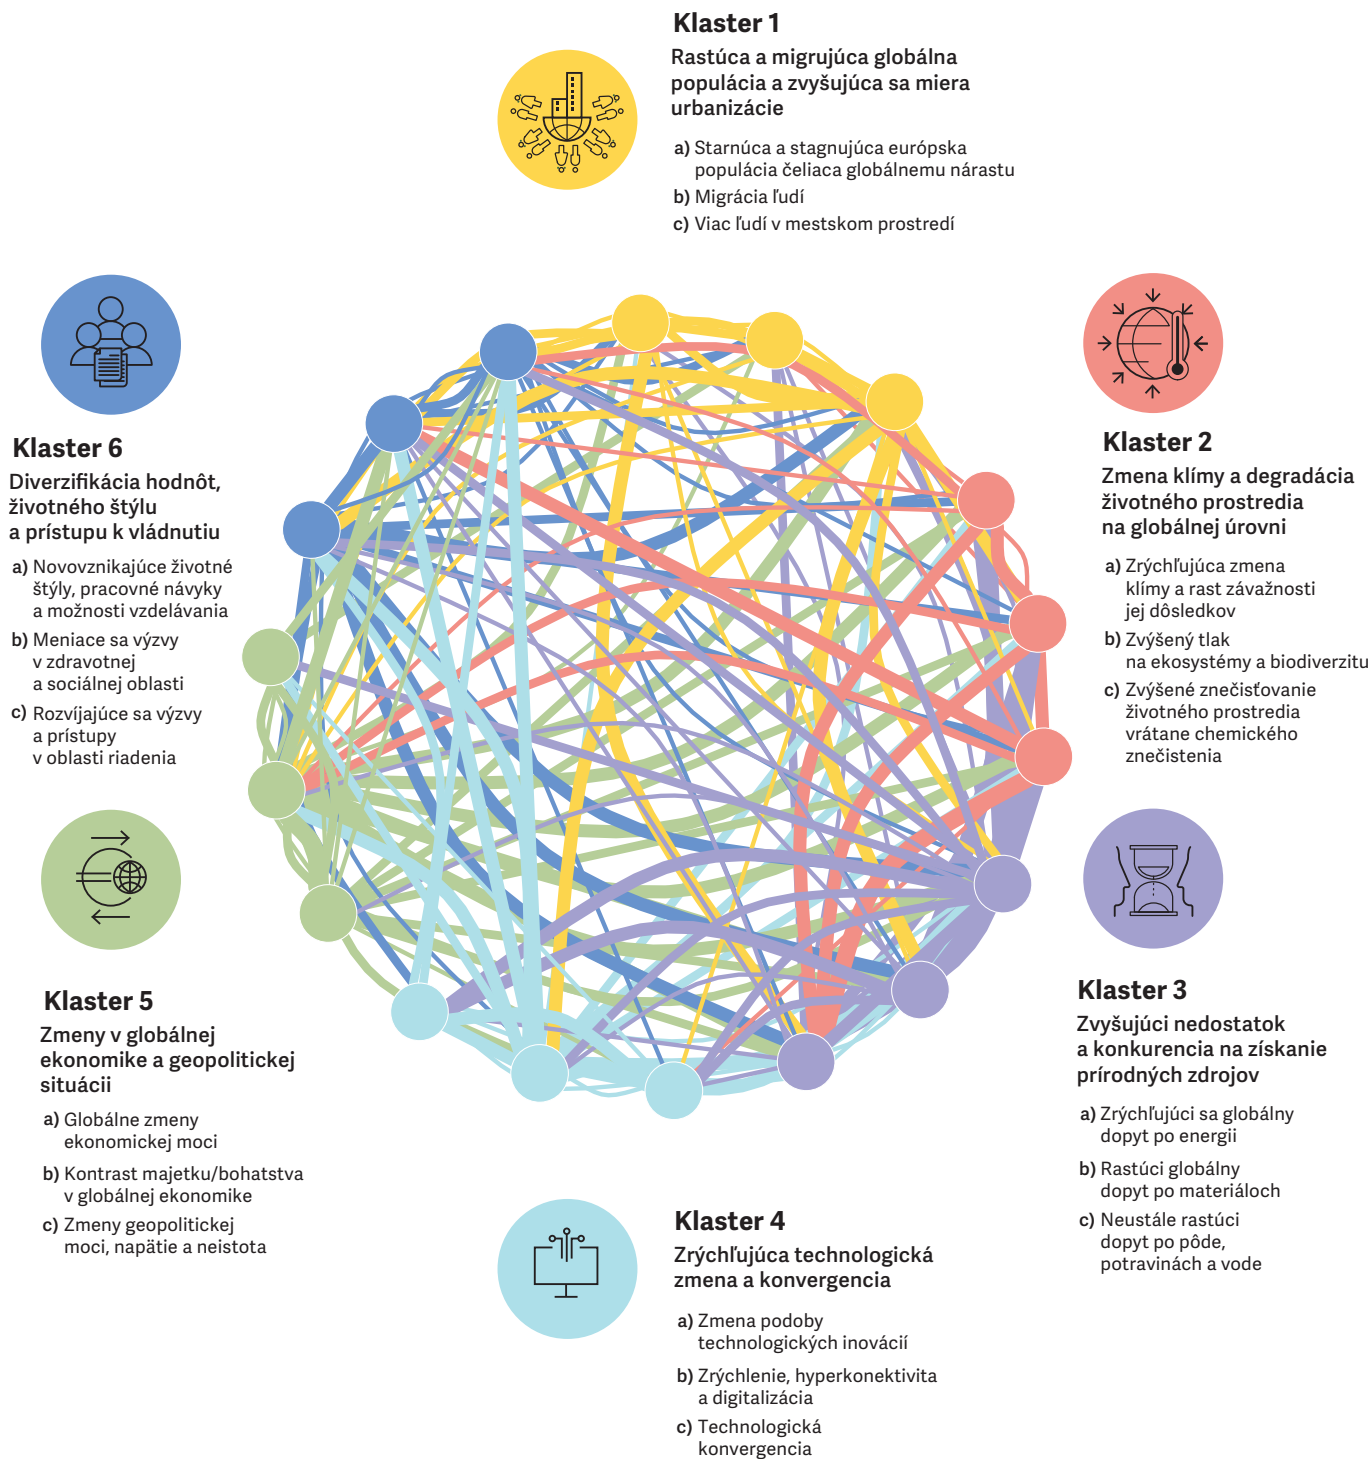 Klaster 1
Rastúca a migrujúca globálna
populácia a zvyšujúca sa miera
urbanizácie
a) Starnúca a stagnujúca európska
populácia čeliaca globálnemu nárastu
b) Migrácia ľudí
c) Viac ľudí v mestskom prostredí
Klaster 2
Zmena klímy a degradácia
životného prostredia
na globálnej úrovni
a) Zrýchľujúca zmena
klímy a rast závažnosti
jej dôsledkov
b) Zvýšený tlak
na ekosystémy a biodiverzitu
c) Zvýšené znečisťovanie
životného prostredia
vrátane chemického
znečistenia
Klaster 3
Zvyšujúci nedostatok
a konkurencia na získanie
prírodných zdrojov
a) Zrýchľujúci sa globálny
dopyt po energii
b) Rastúci globálny
dopyt po materiáloch
c) Neustále rastúci
dopyt po pôde,
potravinách a vode
Klaster 4
Zrýchľujúca technologická
zmena a konvergencia
a) Zmena podoby
technologických inovácií
b) Zrýchlenie, hyperkonektivita
a digitalizácia
c) Technologická
konvergencia
Klaster 5
Zmeny v globálnej
ekonomike a geopolitickej
situácii
a) Globálne zmeny
ekonomickej moci
b) Kontrast majetku/bohatstva
v globálnej ekonomike
c) Zmeny geopolitickej
moci, napätie a neistota
Klaster 6
Diverzifikácia hodnôt,
životného štýlu
a prístupu k vládnutiu
a) Novovznikajúce životné
štýly, pracovné návyky
a možnosti vzdelávania
b) Meniace sa výzvy
v zdravotnej
a sociálnej oblasti
c) Rozvíjajúce sa výzvy
a prístupy
v oblasti riadenia